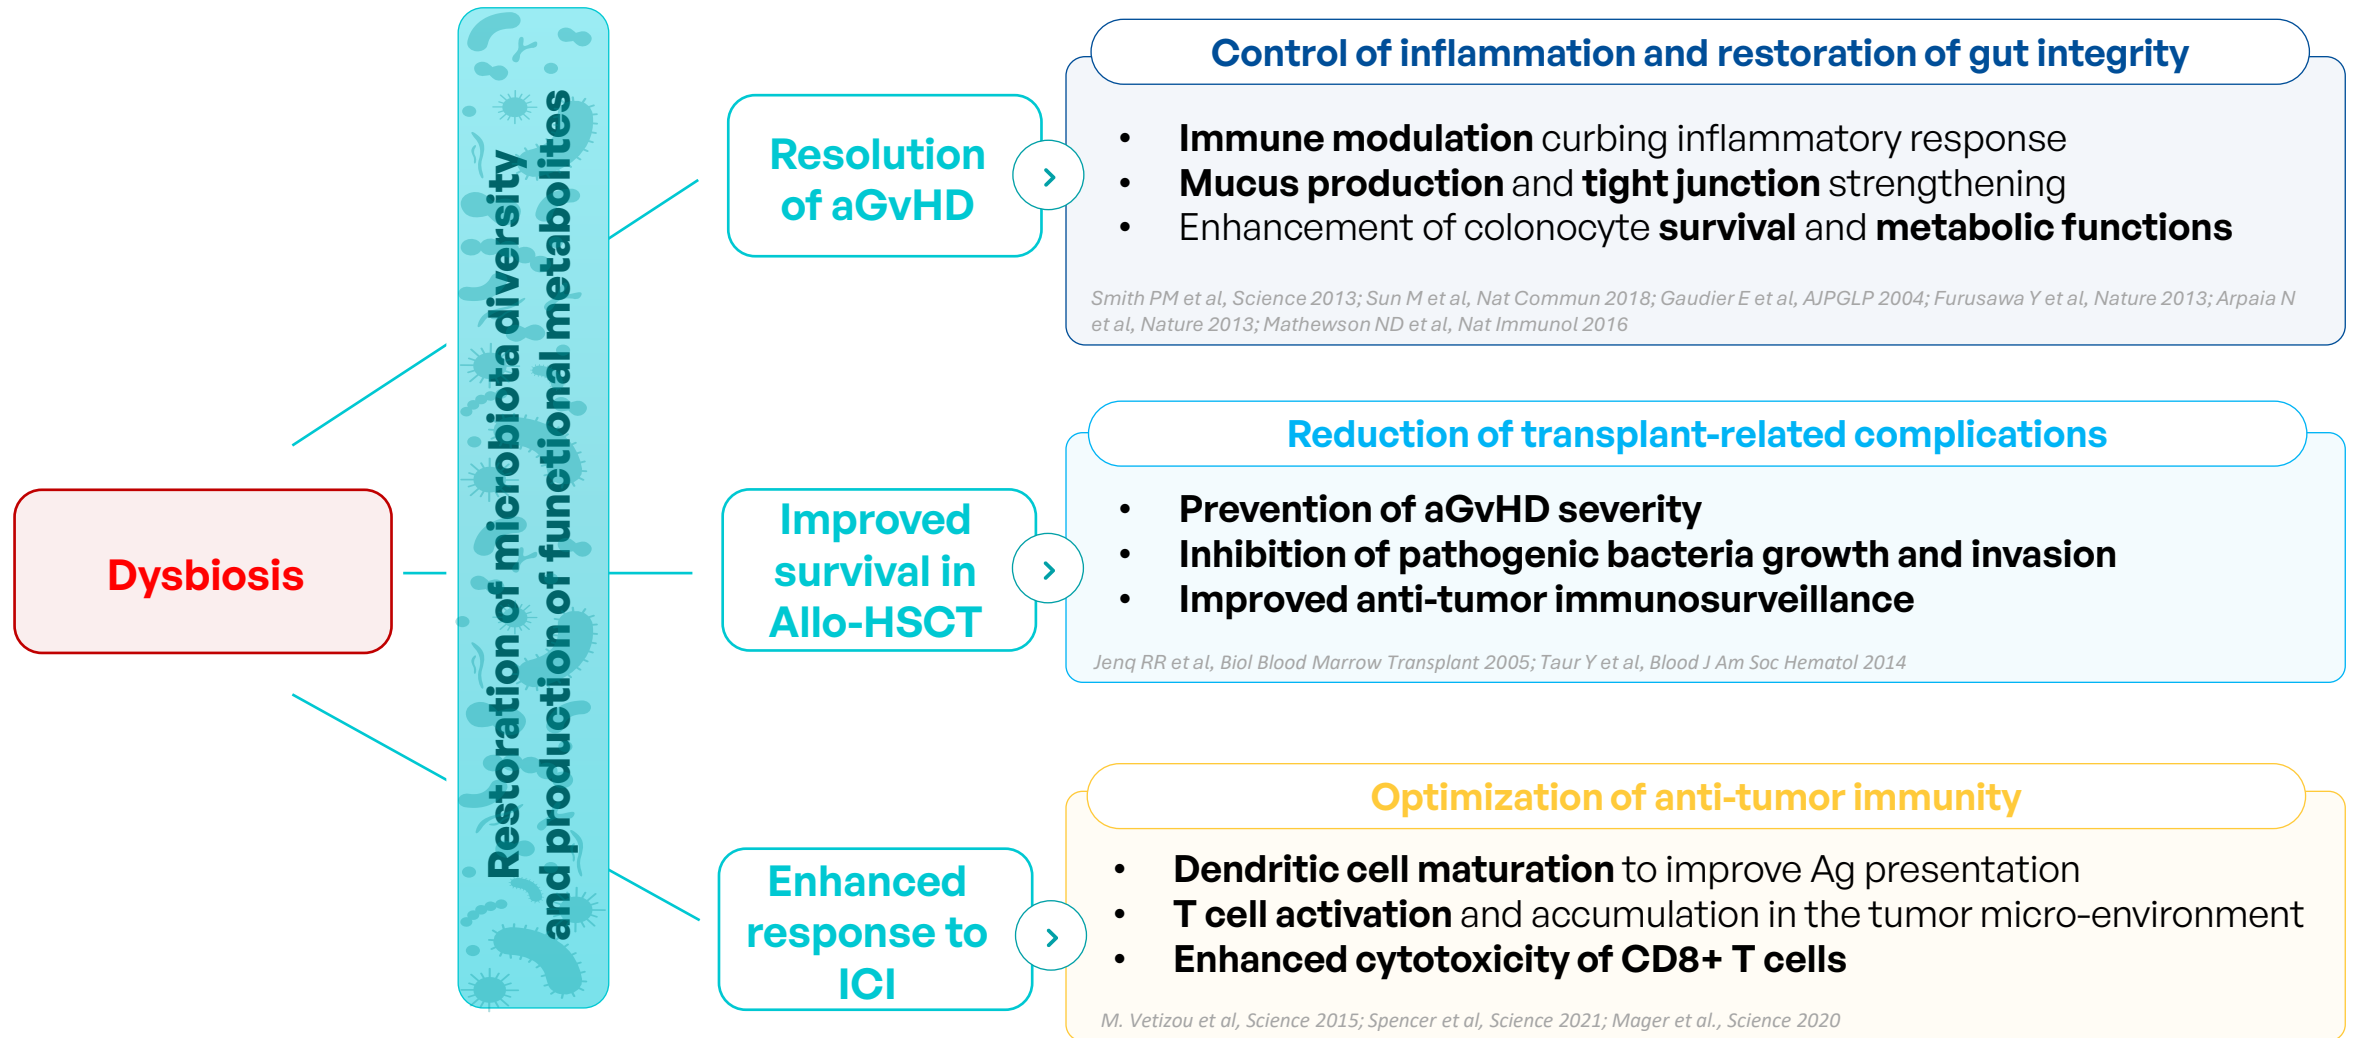 Dysbiosis
Restoration of microbiota diversity
and production of functional metabolites
Resolution
of aGvHD
Control of inflammation and restoration of gut integrity
• Immune modulation curbing inflammatory response
• Mucus production and tight junction strengthening
• Enhancement of colonocyte survival and metabolic functions
Smith PM et al, Science 2013; Sun M et al, Nat Commun 2018; Gaudier E et al, AJPGLP 2004; Furusawa Y et al, Nature 2013; Arpaia N
et al, Nature 2013; Mathewson ND et al, Nat Immunol 2016
Improved
survival in
Allo-HSCT
Reduction of transplant-related complications
• Prevention of aGvHD severity
• Inhibition of pathogenic bacteria growth and invasion
• Improved anti-tumor immunosurveillance
Jenq RR et al, Biol Blood Marrow Transplant 2005; Taur Y et al, Blood J Am Soc Hematol 2014
Enhanced
response to
ICI
Optimization of anti-tumor immunity
• Dendritic cell maturation to improve Ag presentation
• T cell activation and accumulation in the tumor micro-environment
• Enhanced cytotoxicity of CD8+ T cells
M. Vetizou et al, Science 2015; Spencer et al, Science 2021; Mager et al., Science 2020